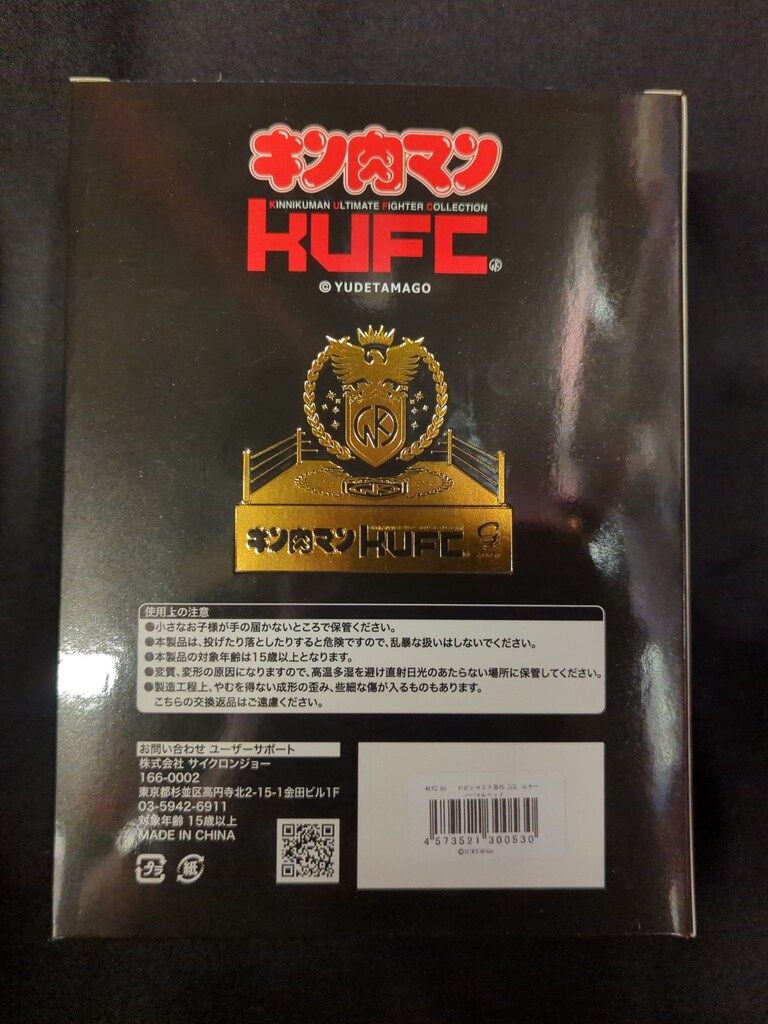 キン肉マン
KINNIKUMAN ULTIMATE FIGHTER COLLECTION
KUFC
© YUDETAMAGO
キン肉マン KUFC
使用上の注意
●小さなお子様が手の届かないところで保管ください。
●本製品は、投げたり落としたりすると危険ですので、乱暴な扱いはしないでください。
●本製品の対象年齢は15歳以上となります。
●変質、変形の原因になりますので、高温多湿を避け直射日光のあたらない場所に保管してください。
●製造工程上、やむを得ない成形の歪み、些細な傷が入るものもあります。
こちらの交換返品はご遠慮ください。
お問い合わせ ユーザーサポート
株式会社 サイクロンジョー
166-0002
東京都杉並区高円寺北2-15-1金田ビル1F
03-5942-6911
対象年齢 15歳以上
MADE IN CHINA
プラ 紙
4 573521 300530
©YUDETAMAGO